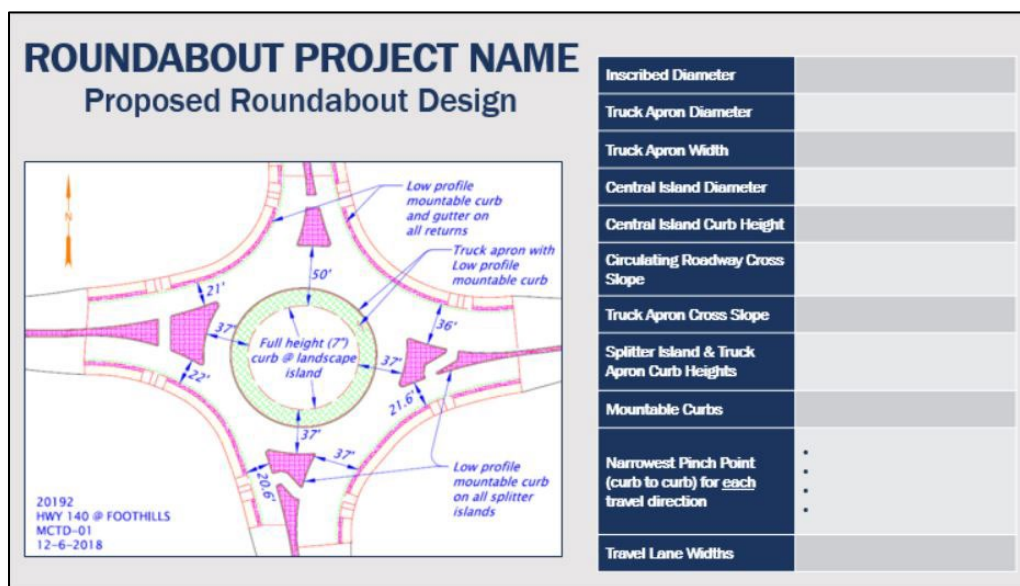 ROUNDABOUT PROJECT NAME
Proposed Roundabout Design
N
Low profile
mountable curb
and gutter on
all returns
Truck apron with
Low profile
mountable curb
50'
21'
37'
Full height (7")
curb @ landscape
island
36'
37'
22'
21.6'
37'
37'
20.6'
Low profile
mountable curb
on all splitter
islands
20192
HWY 140 @ FOOTHILLS
MCTD-01
12-6-2018
Inscribed Diameter
Truck Apron Diameter
Truck Apron Width
Central Island Diameter
Central Island Curb Height
Circulating Roadway Cross
Slope
Truck Apron Cross Slope
Splitter Island & Truck
Apron Curb Heights
Mountable Curbs
Narrowest Pinch Point
(curb to curb) for each
travel direction
•
•
•
•
Travel Lane Widths